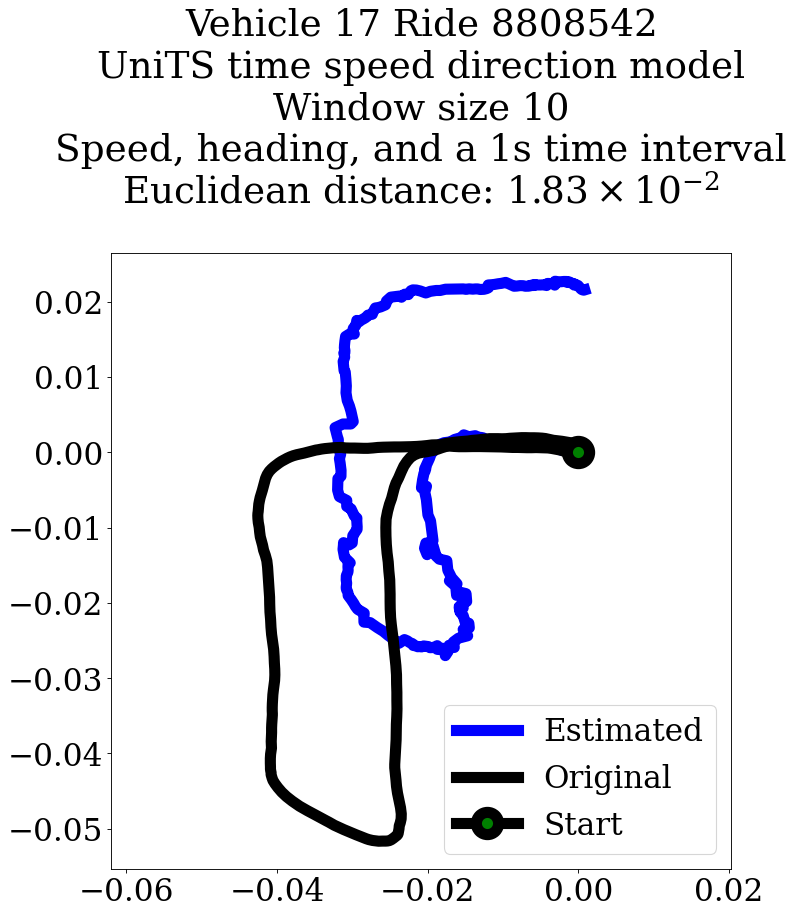 Vehicle 17 Ride 8808542
UniTS time speed direction model
Window size 10
Speed, heading, and a 1s time interval
Euclidean distance: 1.83 × 10⁻²
0.02
0.01
0.00
−0.01
−0.02
−0.03
−0.04
−0.05
Estimated
Original
Start
−0.06
−0.04
−0.02
0.00
0.02